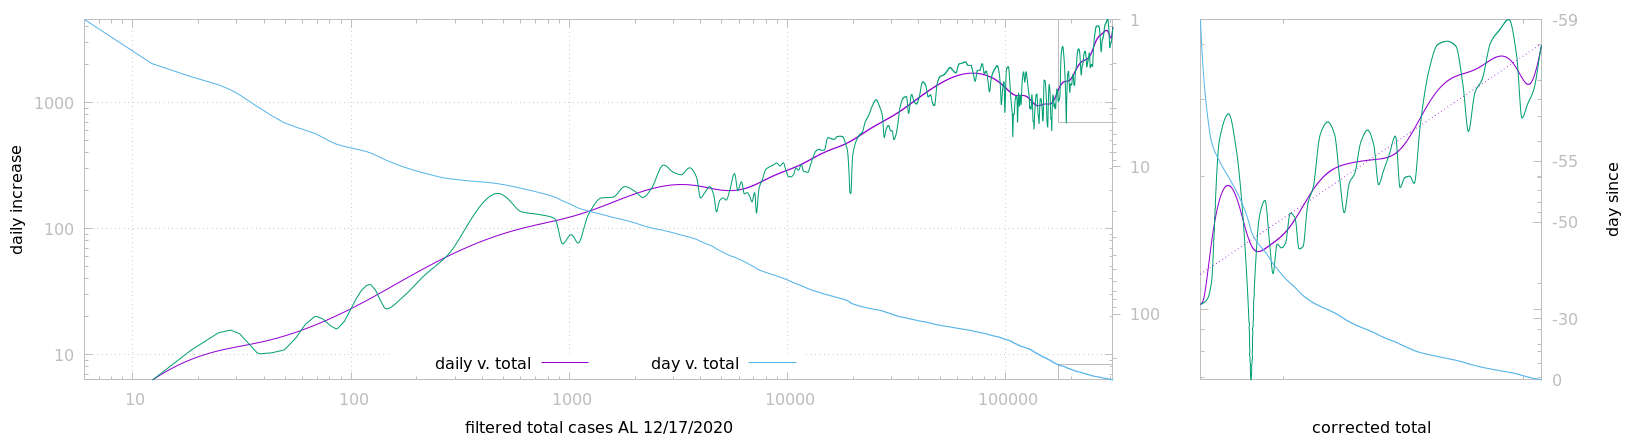 daily increase
1000
100
10
10
100
1000
10000
100000
filtered total cases AL 12/17/2020
daily v. total
day v. total
1
10
100
-59
-55
-50
-30
0
day since
corrected total